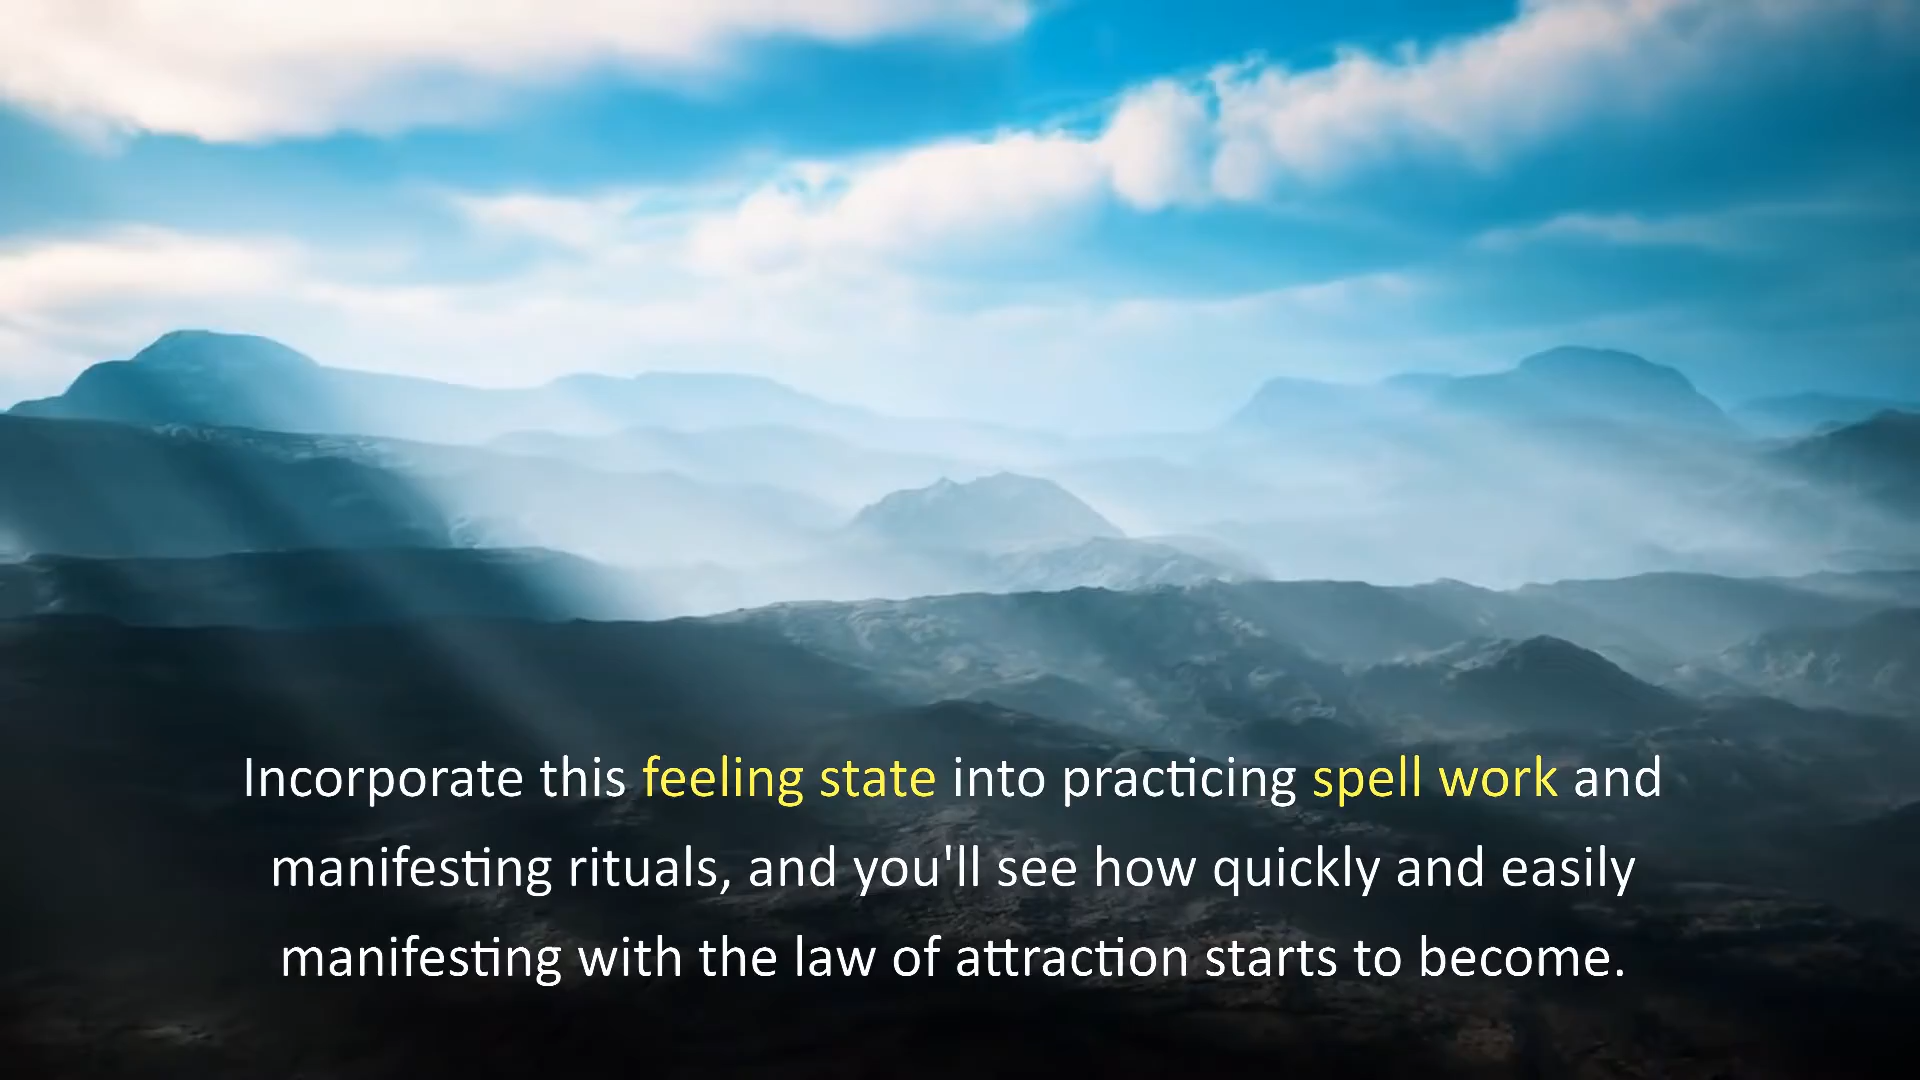 Incorporate this feeling state into practicing spell work and
manifesting rituals, and you'll see how quickly and easily
manifesting with the law of attraction starts to become.